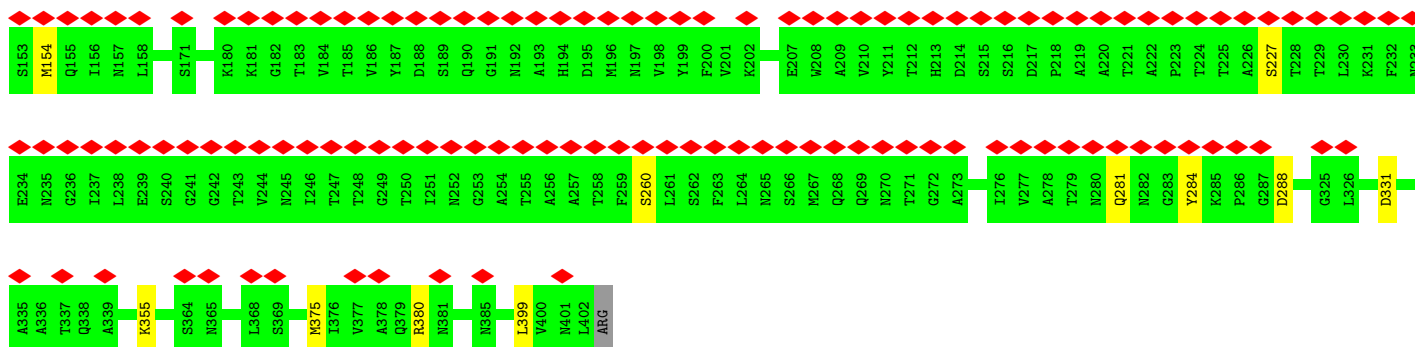 S153 M154 Q155 I156 N157 L158 S171 K180 K181 G182 T183 V184 T185 V186 Y187 D188 S189 Q190 G191 N192 A193 H194 D195 M196 N197 V198 Y199 F200 V201 K202 E207 W208 A209 V210 Y211 T212 H213 D214 S215 S216 D217 P218 A219 A220 T221 A222 P223 T224 T225 A226 S227 T228 T229 L230 K231 F232 N233
E234 N235 G236 I237 L238 E239 S240 G241 G242 T243 V244 N245 I246 T247 T248 G249 T250 I251 N252 G253 A254 T255 A256 A257 T258 F259 S260 L261 S262 F263 L264 N265 S266 M267 Q268 Q269 N270 T271 G272 A273 I276 V277 A278 T279 N280 Q281 N282 G283 Y284 K285 P286 G287 D288 G325 L326 D331
A335 A336 T337 Q338 A339 K355 S364 N365 L368 S369 M375 I376 V377 A378 Q379 R380 N381 N385 L399 V400 N401 L402 ARG